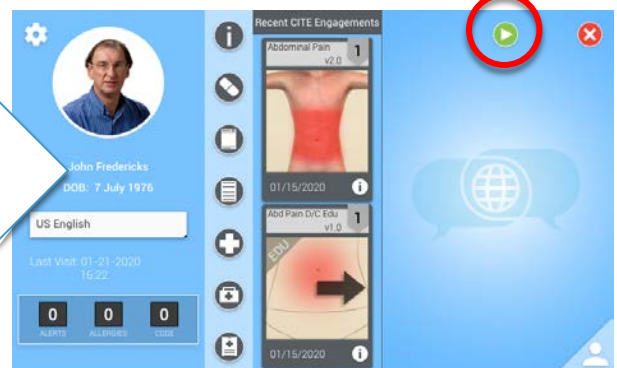 John Fredericks
DOB: 7 July 1976
US English
Last Visit: 01-21-2020
16:22
0 0 0
ALERTS ALLERGIES CODE
Recent CITE Engagements
Abdominal Pain 1
v2.0
01/15/2020 i
Abd Pain D/C Edu 1
v1.0
EDU
01/15/2020 i